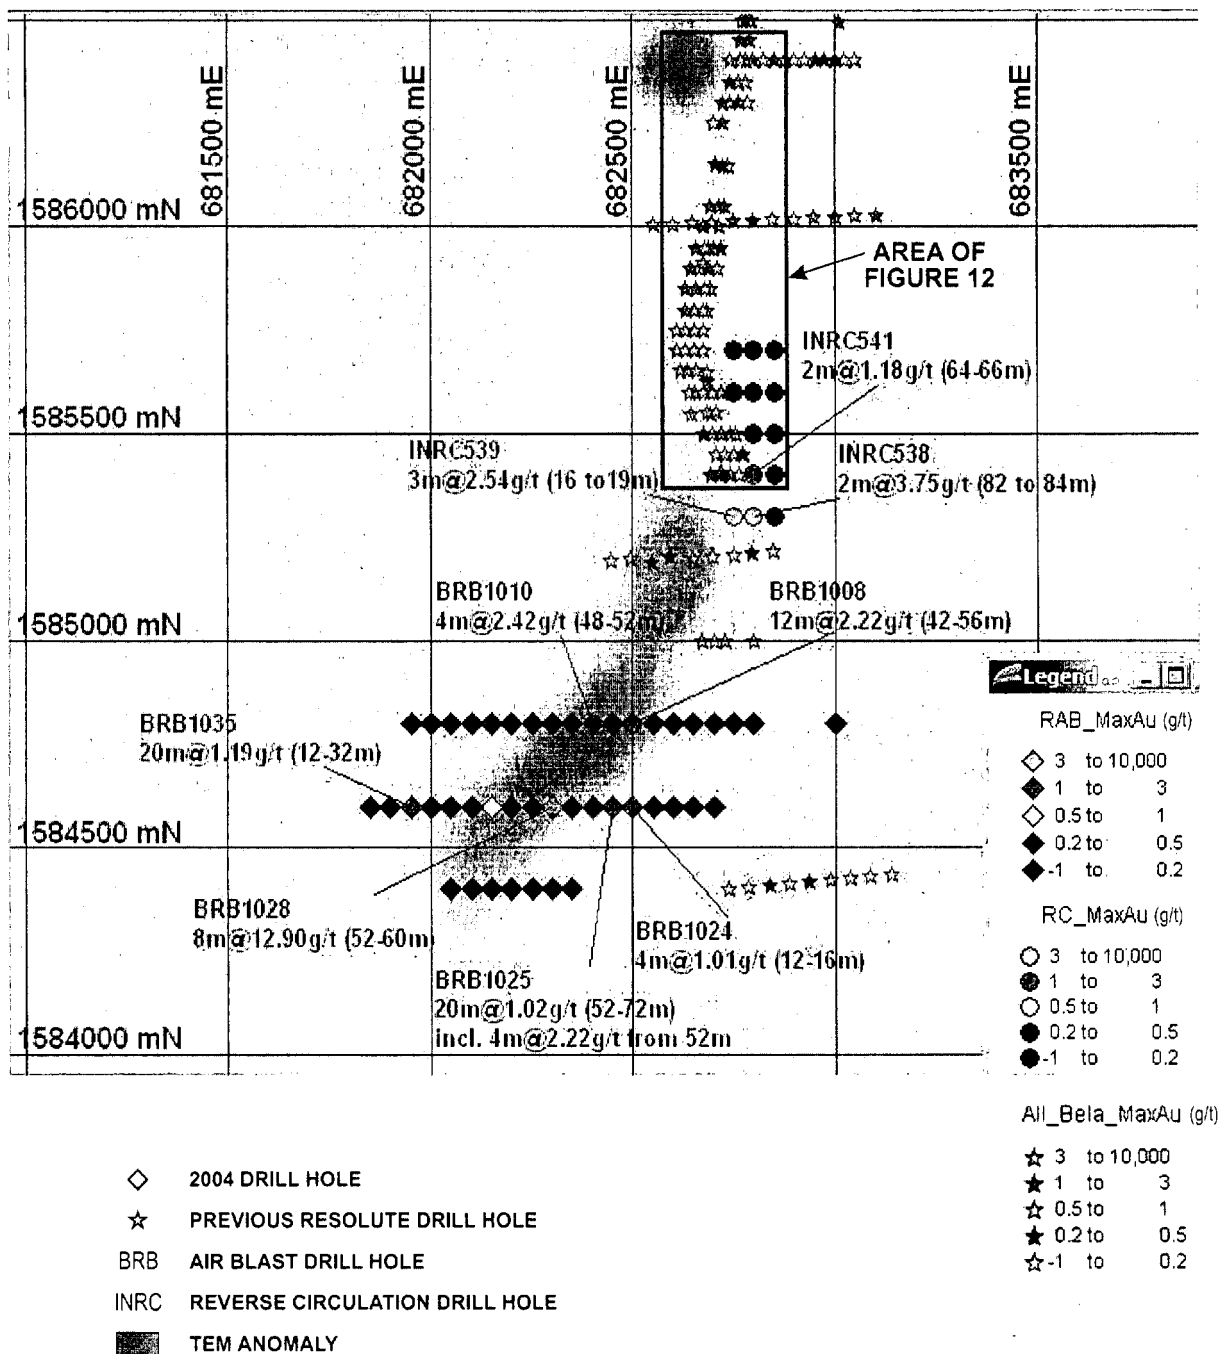 681500 mE
682000 mE
682500 mE
683500 mE
1586000 mN
AREA OF
FIGURE 12
INRC541
2m@1.18g/t (64-66m)
1585500 mN
INRC539
3m@2.54g/t (16 to19m)
INRC538
2m@3.75g/t (82 to 84m)
BRB1010
4m@2.42g/t (48-52m)
BRB1008
12m@2.22g/t (42-56m)
1585000 mN
BRB1035
20m@1.19g/t (12-32m)
1584500 mN
BRB1028
8m@12.90g/t (52-60m)
BRB1024
4m@1.01g/t (12-16m)
BRB1025
20m@1.02g/t (52-72m)
incl. 4m@2.22g/t from 52m
1584000 mN
Legend
RAB_MaxAu (g/t)
3 to 10,000
1 to 3
0.5 to 1
0.2 to 0.5
-1 to 0.2
RC_MaxAu (g/t)
3 to 10,000
1 to 3
0.5 to 1
0.2 to 0.5
-1 to 0.2
All_Bela_MaxAu (g/t)
3 to 10,000
1 to 3
0.5 to 1
0.2 to 0.5
-1 to 0.2
2004 DRILL HOLE
PREVIOUS RESOLUTE DRILL HOLE
BRB AIR BLAST DRILL HOLE
INRC REVERSE CIRCULATION DRILL HOLE
TEM ANOMALY